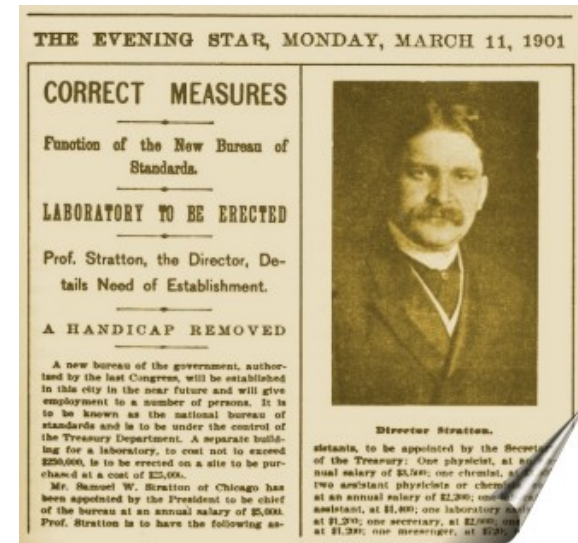 THE EVENING STAR, MONDAY, MARCH 11, 1901
CORRECT MEASURES
Function of the New Bureau of
Standards.
LABORATORY TO BE ERECTED
Prof. Stratton, the Director, De-
tails Need of Establishment.
A HANDICAP REMOVED
A new bureau of the government, author-
ized by the last Congress, will be established
in this city in the near future and will give
employment to a number of persons. It is
to be known as the national bureau of
standards and is to be under the control of
the Treasury Department. A separate build-
ing for a laboratory, to cost not to exceed
$250,000, is to be erected on a site to be pur-
chased at a cost of $25,000.
Mr. Samuel W. Stratton of Chicago has
been appointed by the President to be chief
of the bureau at an annual salary of $5,000.
Prof. Stratton is to have the following as-
Director Stratton.
sistants, to be appointed by the
of the Treasury: One physicist, at
nual salary of $3,500; one chemist,
two assistant physicists or
at an annual salary of $2,200;
assistant, at $1,400; one laboratory
at $1,200; one secretary, at $2,000;
at $1,200; one messenger, at